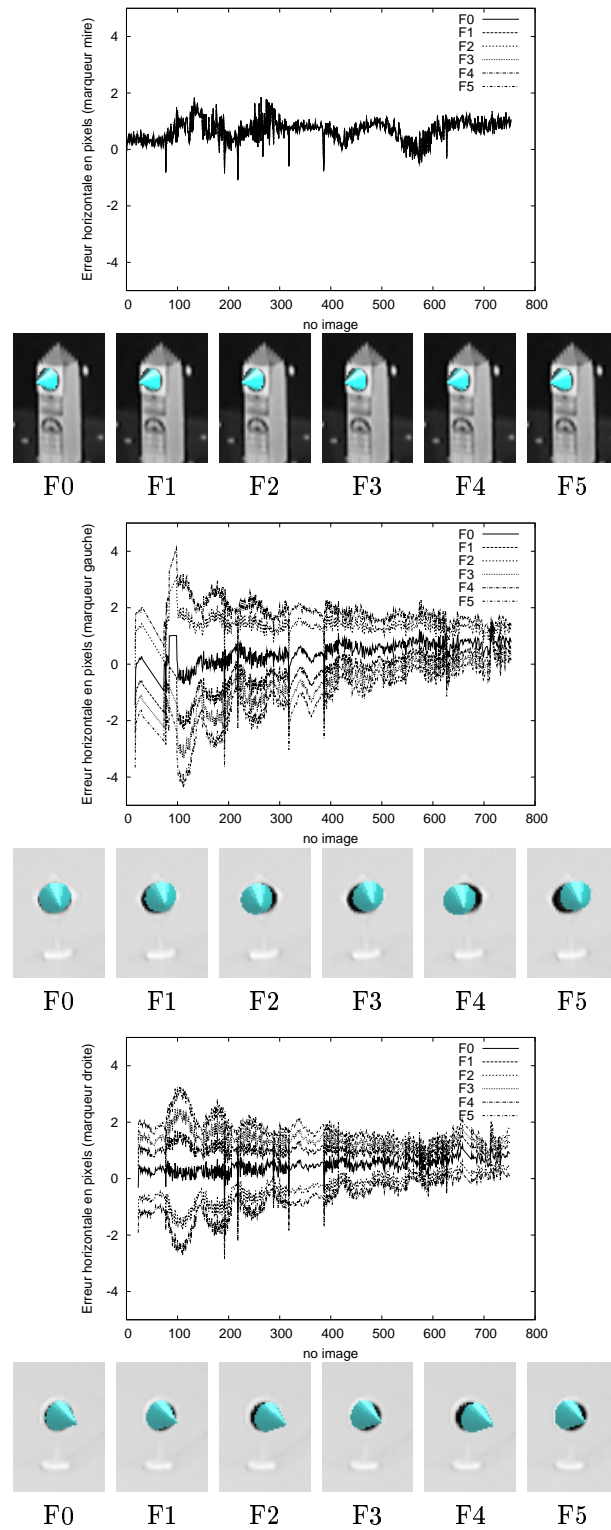 Erreur horizontale en pixels (marqueur mire)
4
2
0
-2
-4
0 100 200 300 400 500 600 700 800
no image
F0
F1
F2
F3
F4
F5
F0 F1 F2 F3 F4 F5
Erreur horizontale en pixels (marqueur gauche)
4
2
0
-2
-4
0 100 200 300 400 500 600 700 800
no image
F0
F1
F2
F3
F4
F5
F0 F1 F2 F3 F4 F5
Erreur horizontale en pixels (marqueur droite)
4
2
0
-2
-4
0 100 200 300 400 500 600 700 800
no image
F0
F1
F2
F3
F4
F5
F0 F1 F2 F3 F4 F5